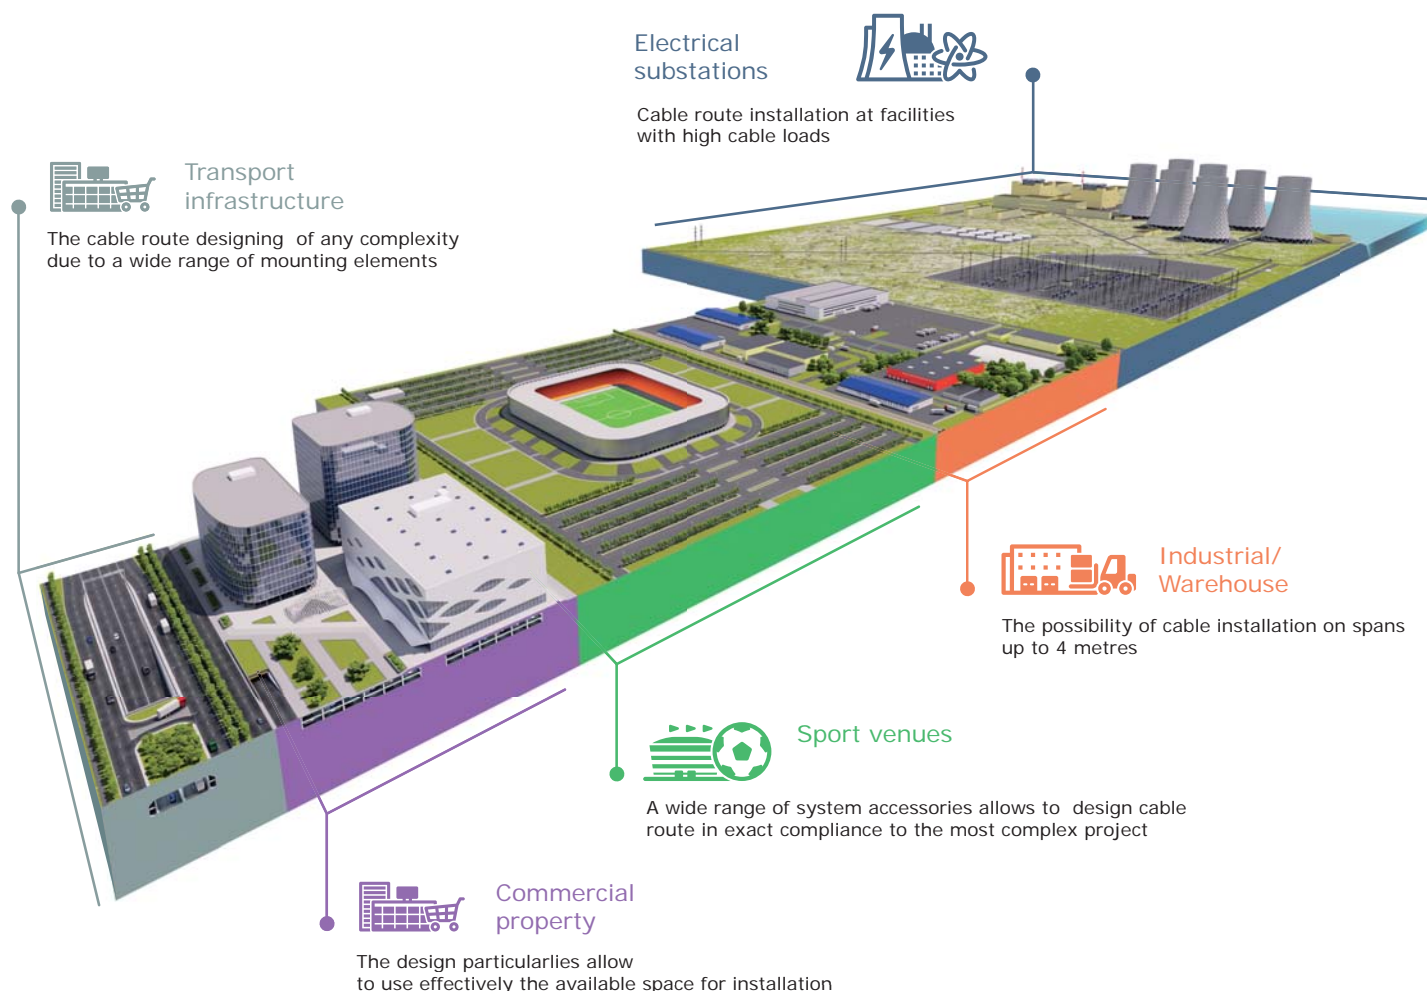 Electrical
substations
Cable route installation at facilities
with high cable loads
Transport
infrastructure
The cable route designing of any complexity
due to a wide range of mounting elements
Industrial/
Warehouse
The possibility of cable installation on spans
up to 4 metres
Sport venues
A wide range of system accessories allows to design cable
route in exact compliance to the most complex project
Commercial
property
The design particularlies allow
to use effectively the available space for installation